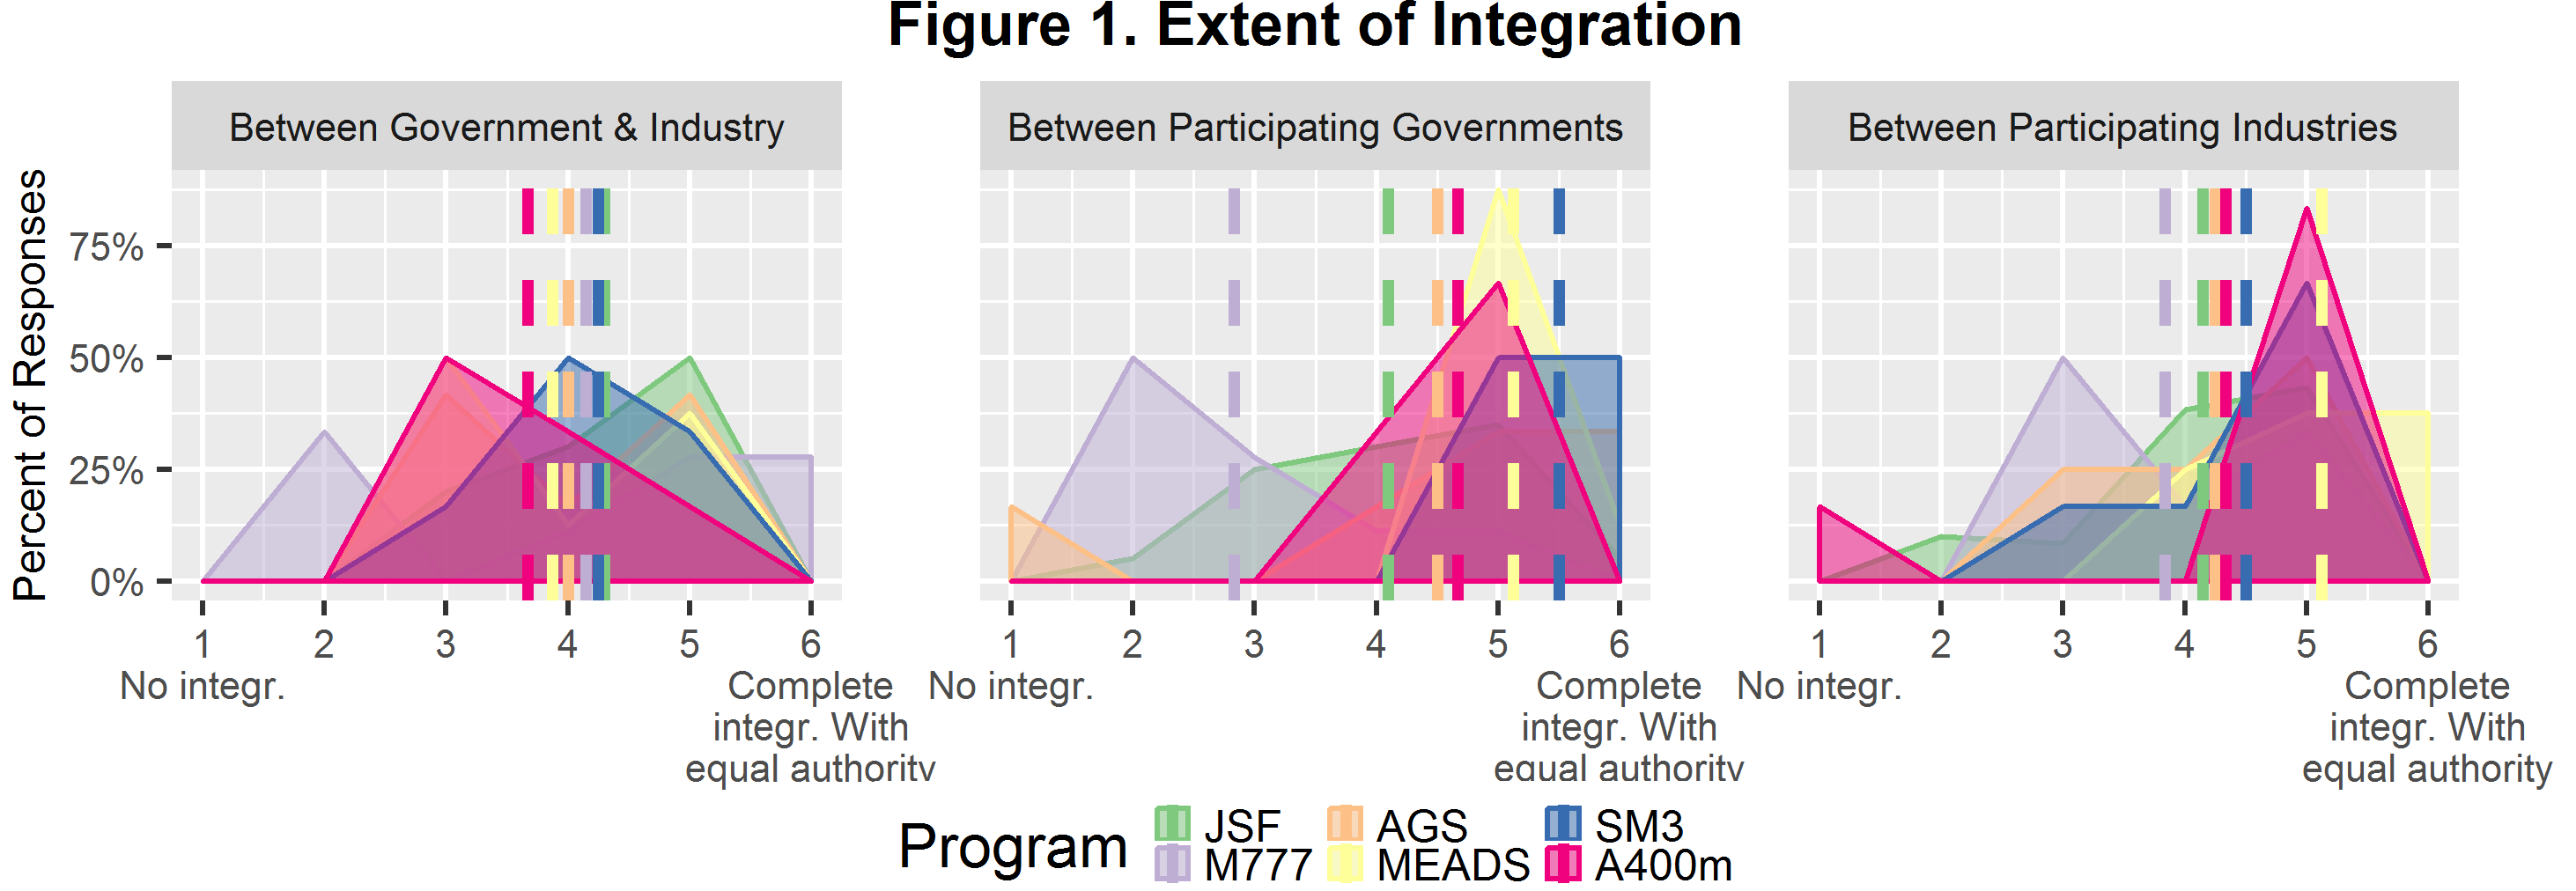 Figure 1. Extent of Integration
Between Government & Industry
Between Participating Governments
Between Participating Industries
Percent of Responses
75%
50%
25%
0%
1 2 3 4 5 6
No integr.
Complete
integr. With
equal authority
1 2 3 4 5 6
No integr.
Complete
integr. With
equal authority
1 2 3 4 5 6
No integr.
Complete
integr. With
equal authority
Program
JSF AGS SM3
M777 MEADS A400m